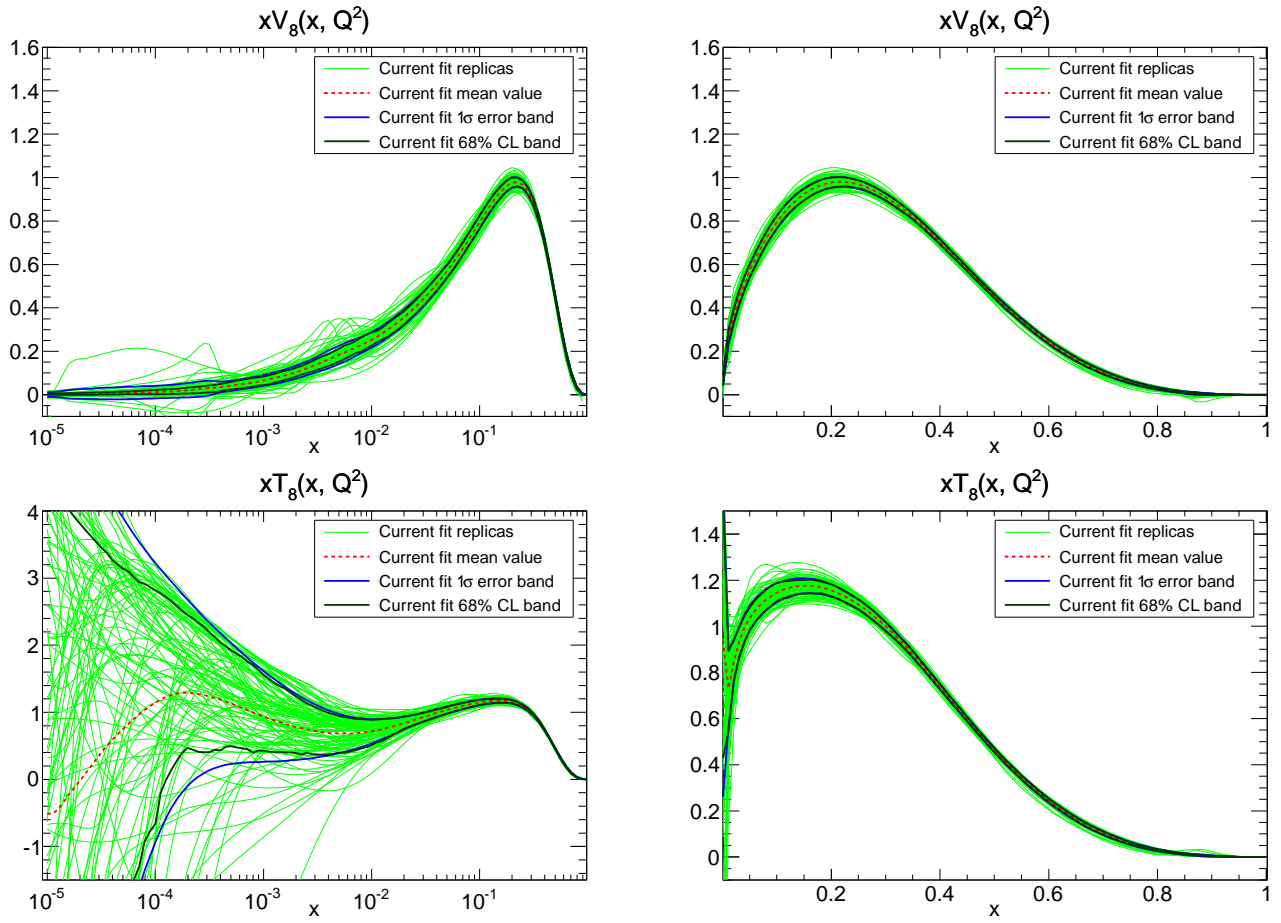 xV₈(x, Q²)
1.6
1.4
1.2
1
0.8
0.6
0.4
0.2
0
Current fit replicas
Current fit mean value
Current fit 1σ error band
Current fit 68% CL band
10⁻⁵ 10⁻⁴ 10⁻³ 10⁻² 10⁻¹
x
xV₈(x, Q²)
1.6
1.4
1.2
1
0.8
0.6
0.4
0.2
0
Current fit replicas
Current fit mean value
Current fit 1σ error band
Current fit 68% CL band
0.2 0.4 0.6 0.8 1
x
xT₈(x, Q²)
4
3
2
1
0
-1
Current fit replicas
Current fit mean value
Current fit 1σ error band
Current fit 68% CL band
10⁻⁵ 10⁻⁴ 10⁻³ 10⁻² 10⁻¹
x
xT₈(x, Q²)
1.4
1.2
1
0.8
0.6
0.4
0.2
0
Current fit replicas
Current fit mean value
Current fit 1σ error band
Current fit 68% CL band
0.2 0.4 0.6 0.8 1
x